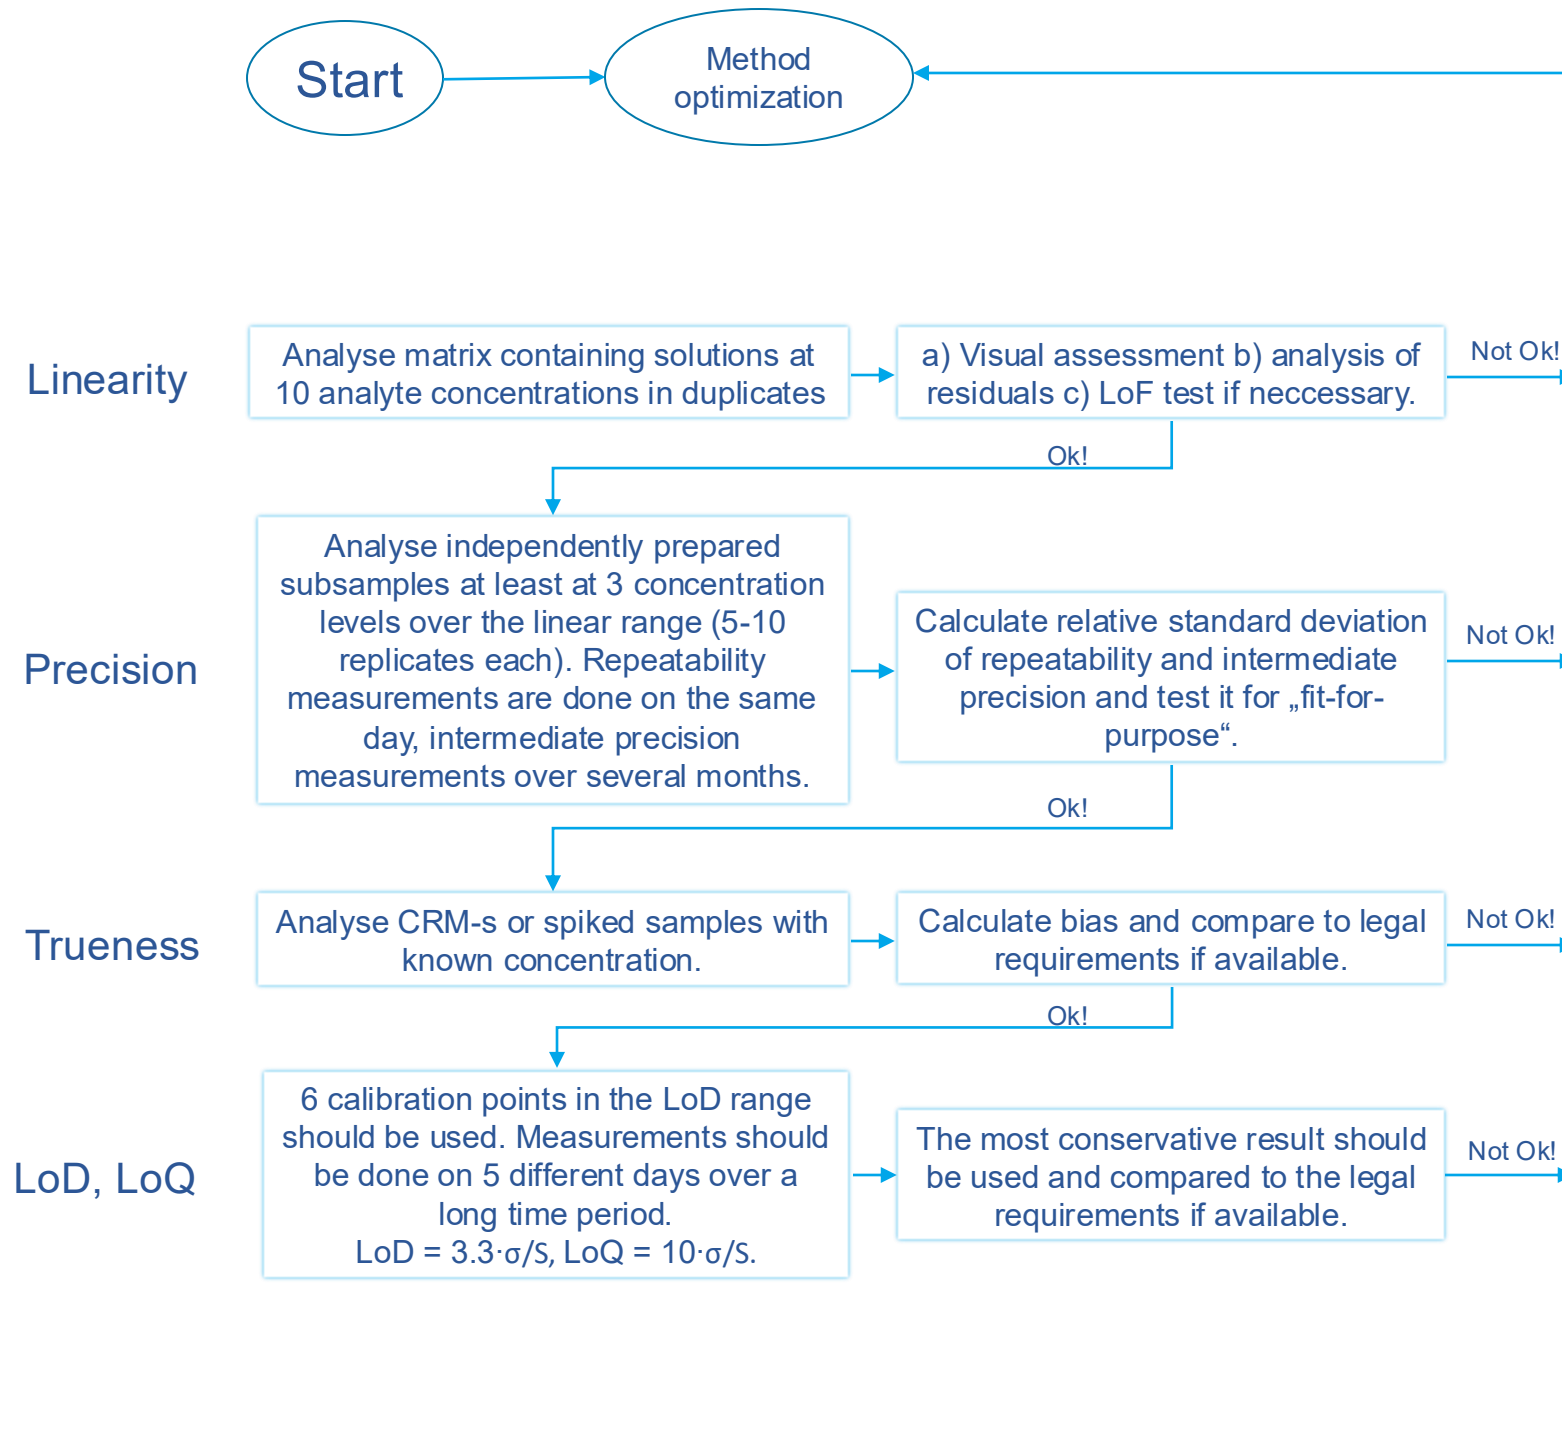 Start
Method
optimization
Linearity
Analyse matrix containing solutions at
10 analyte concentrations in duplicates
a) Visual assessment b) analysis of
residuals c) LoF test if neccessary.
Not Ok!
Ok!
Precision
Analyse independently prepared
subsamples at least at 3 concentration
levels over the linear range (5-10
replicates each). Repeatability
measurements are done on the same
day, intermediate precision
measurements over several months.
Calculate relative standard deviation
of repeatability and intermediate
precision and test it for „fit-for-
purpose“.
Not Ok!
Ok!
Trueness
Analyse CRM-s or spiked samples with
known concentration.
Calculate bias and compare to legal
requirements if available.
Not Ok!
Ok!
LoD, LoQ
6 calibration points in the LoD range
should be used. Measurements should
be done on 5 different days over a
long time period.
LoD = 3.3·σ/S, LoQ = 10·σ/S.
The most conservative result should
be used and compared to the legal
requirements if available.
Not Ok!